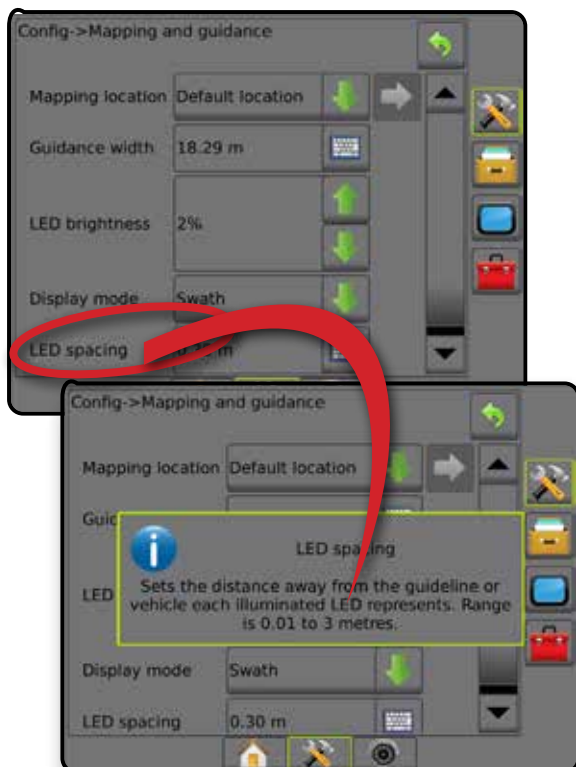 Config->Mapping and guidance
Mapping location Default location
Guidance width 18.29 m
LED brightness 2%
Display mode Swath
LED spacing m
Config->Mapping and guidance
Mapping location Default location
LED spacing
Sets the distance away from the guideline or
vehicle each illuminated LED represents. Range
is 0.01 to 3 metres.
LED
Display mode Swath
LED spacing 0.30 m